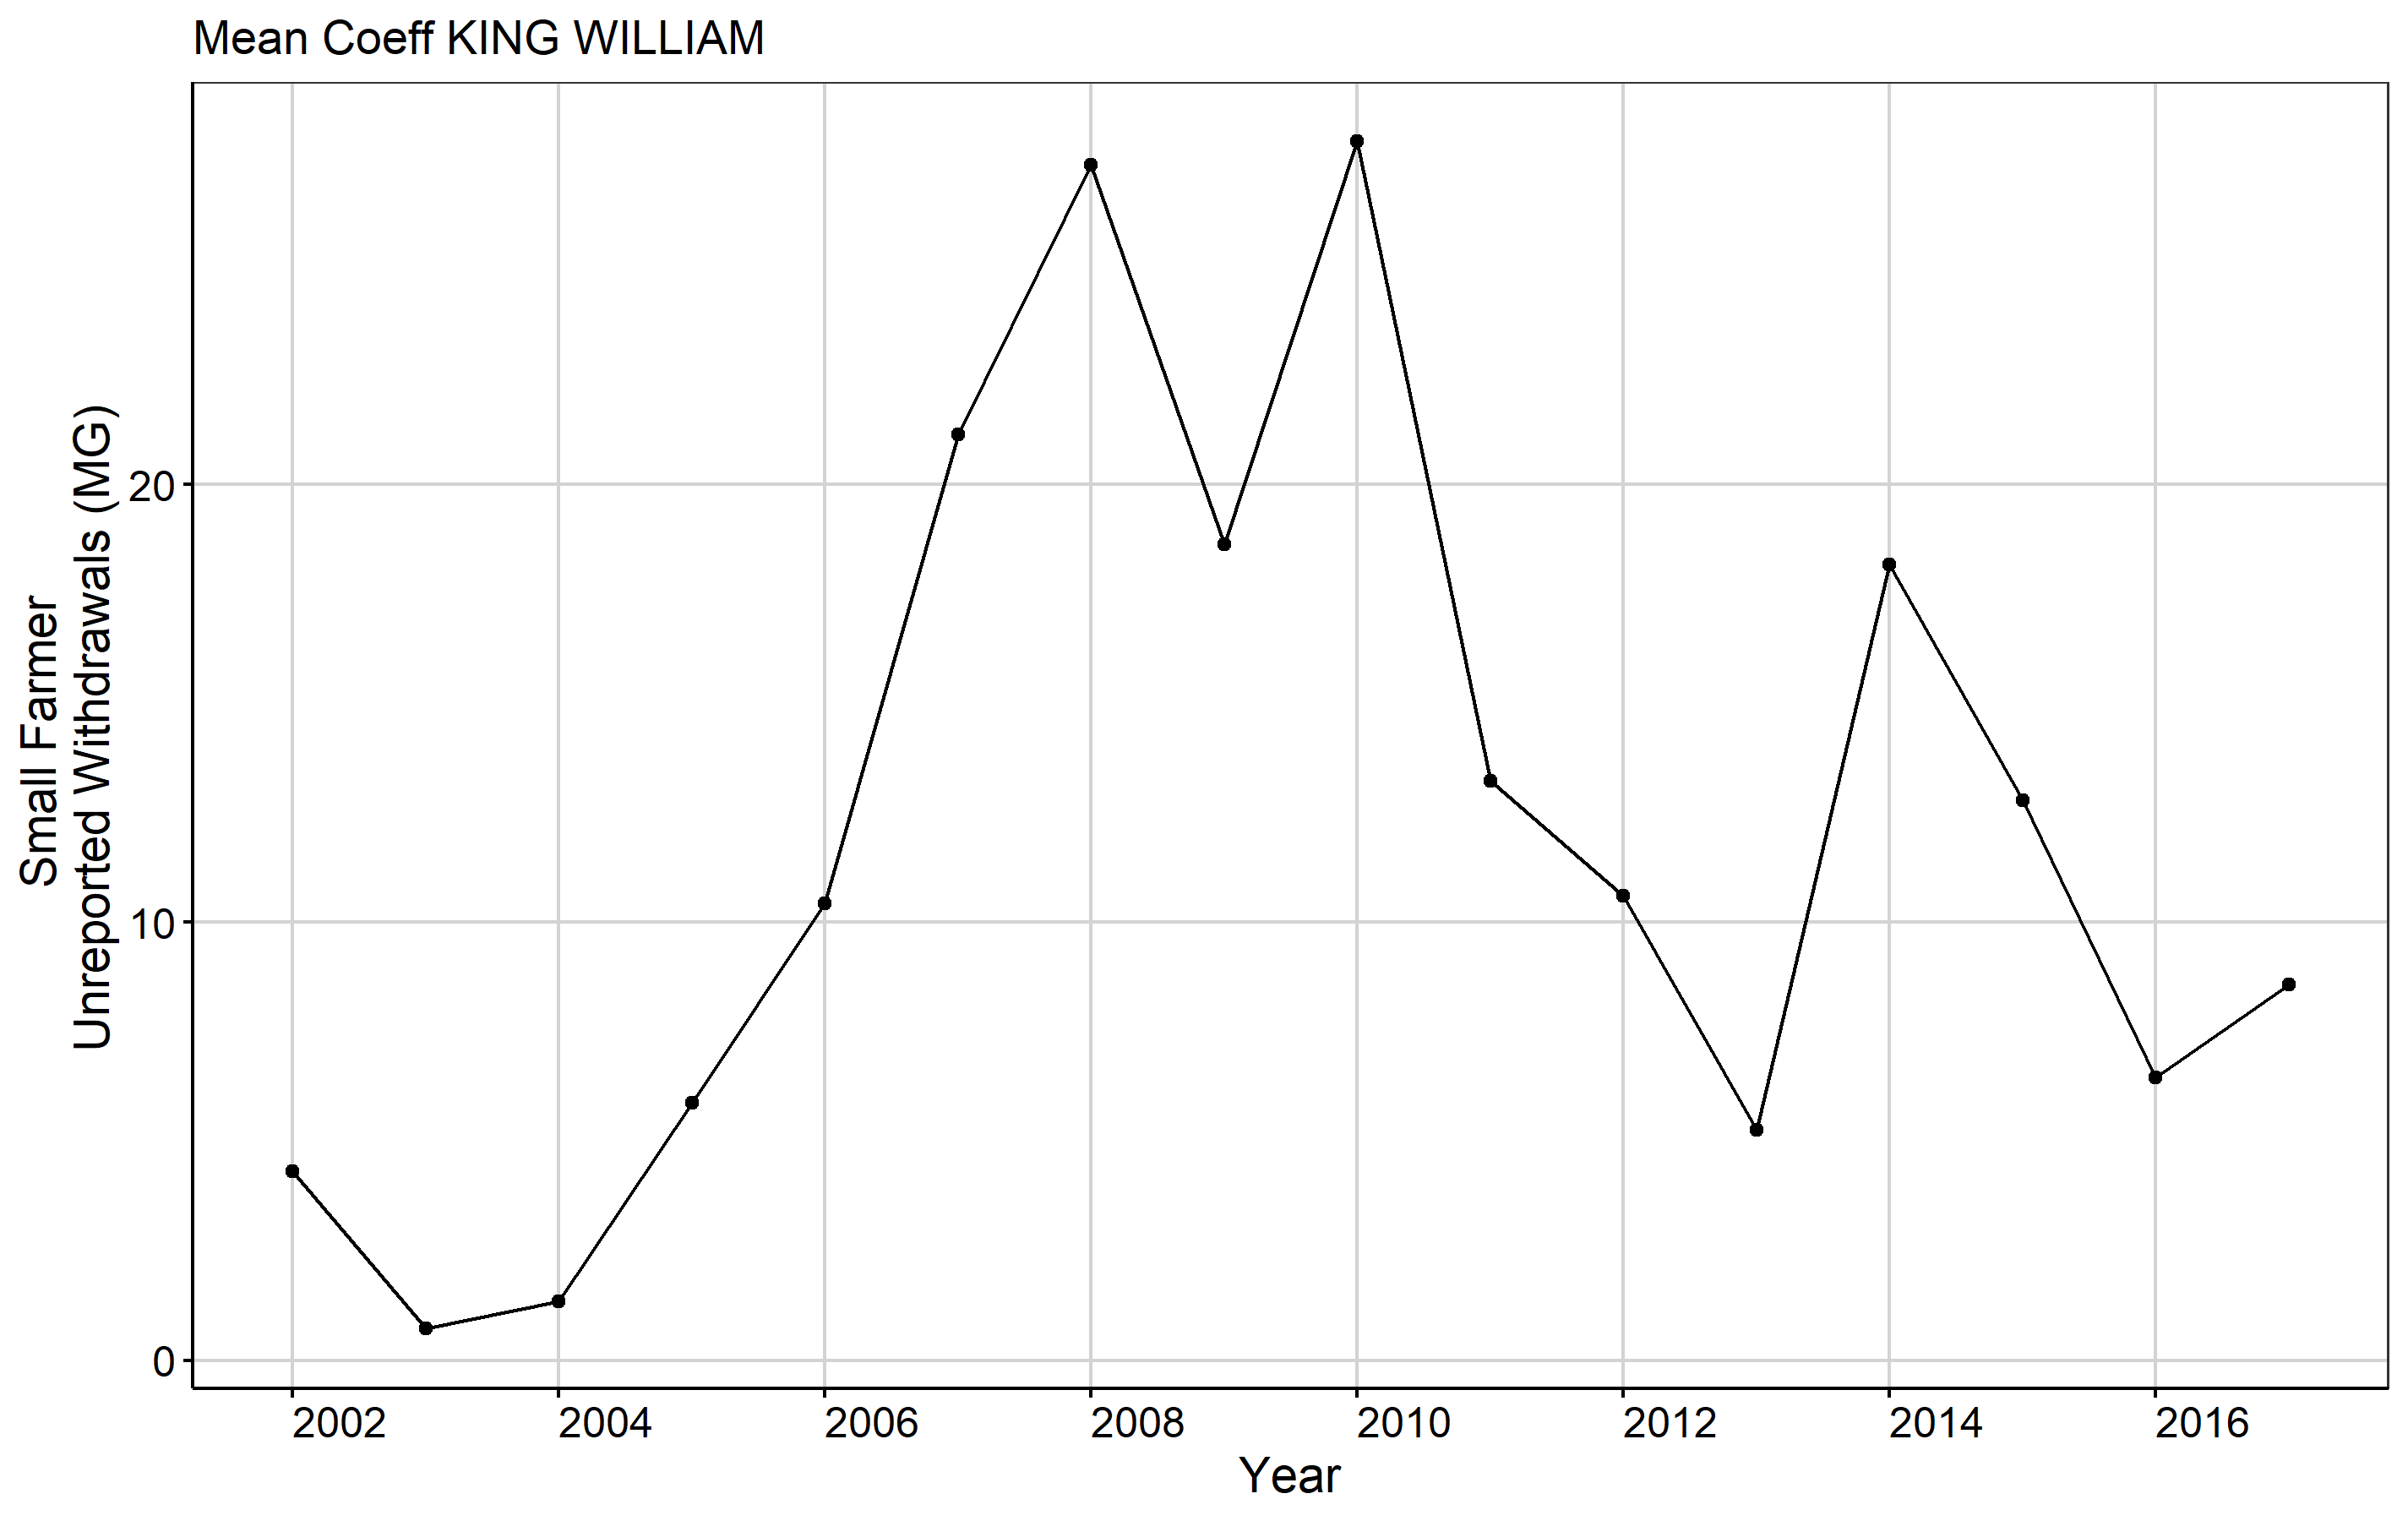 Mean Coeff KING WILLIAM
Small Farmer
Unreported Withdrawals (MG)
20
10
0
2002 2004 2006 2008 2010 2012 2014 2016
Year